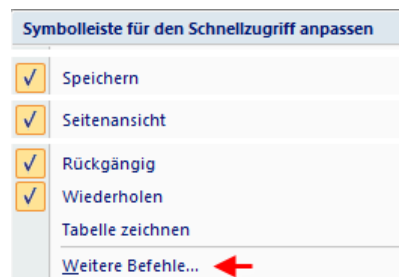 Symbolleiste für den Schnellzugriff anpassen
Speichern
Seitenansicht
Rückgängig
Wiederholen
Tabelle zeichnen
Weitere Befehle...